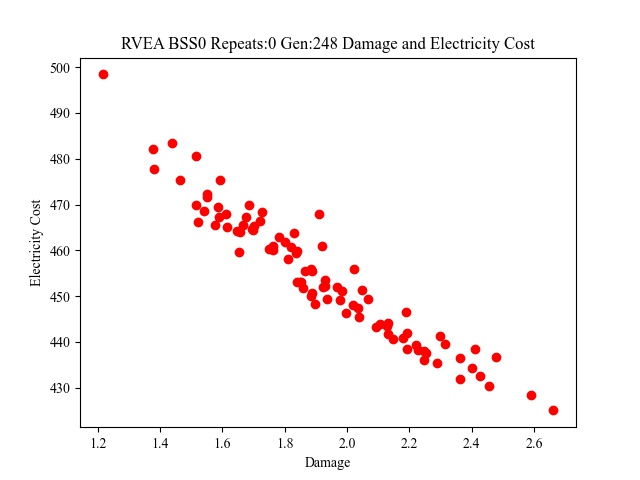 RVEA BSS0 Repeats:0 Gen:248 Damage and Electricity Cost
500
490
480
470
460
450
440
430
Electricity Cost
1.2 1.4 1.6 1.8 2.0 2.2 2.4 2.6
Damage